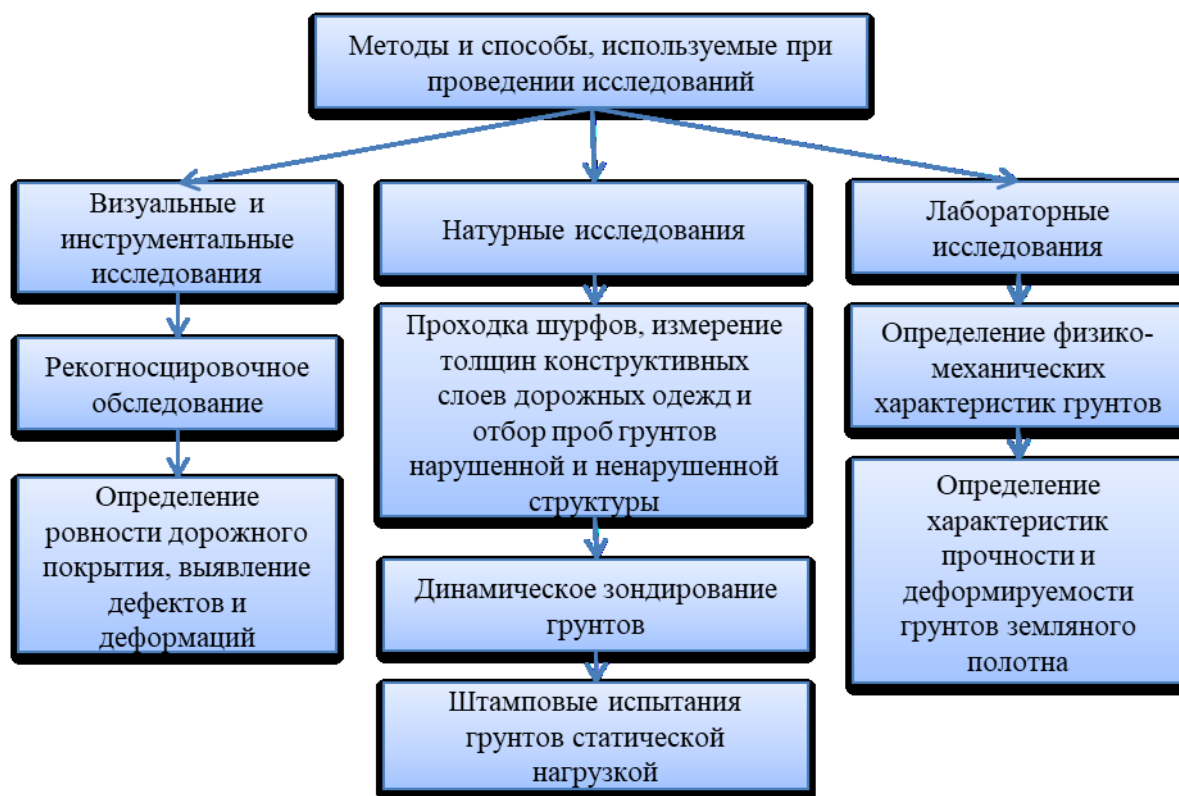 Методы и способы, используемые при
проведении исследований
Визуальные и
инструментальные
исследования
Рекогносцировочное
обследование
Определение
ровности дорожного
покрытия, выявление
дефектов и
деформаций
Натурные исследования
Проходка шурфов, измерение
толщин конструктивных
слоев дорожных одежд и
отбор проб грунтов
нарушенной и ненарушенной
структуры
Динамическое зондирование
грунтов
Штамповые испытания
грунтов статической
нагрузкой
Лабораторные
исследования
Определение физико-
механических
характеристик грунтов
Определение
характеристик
прочности и
деформируемости
грунтов земляного
полотна